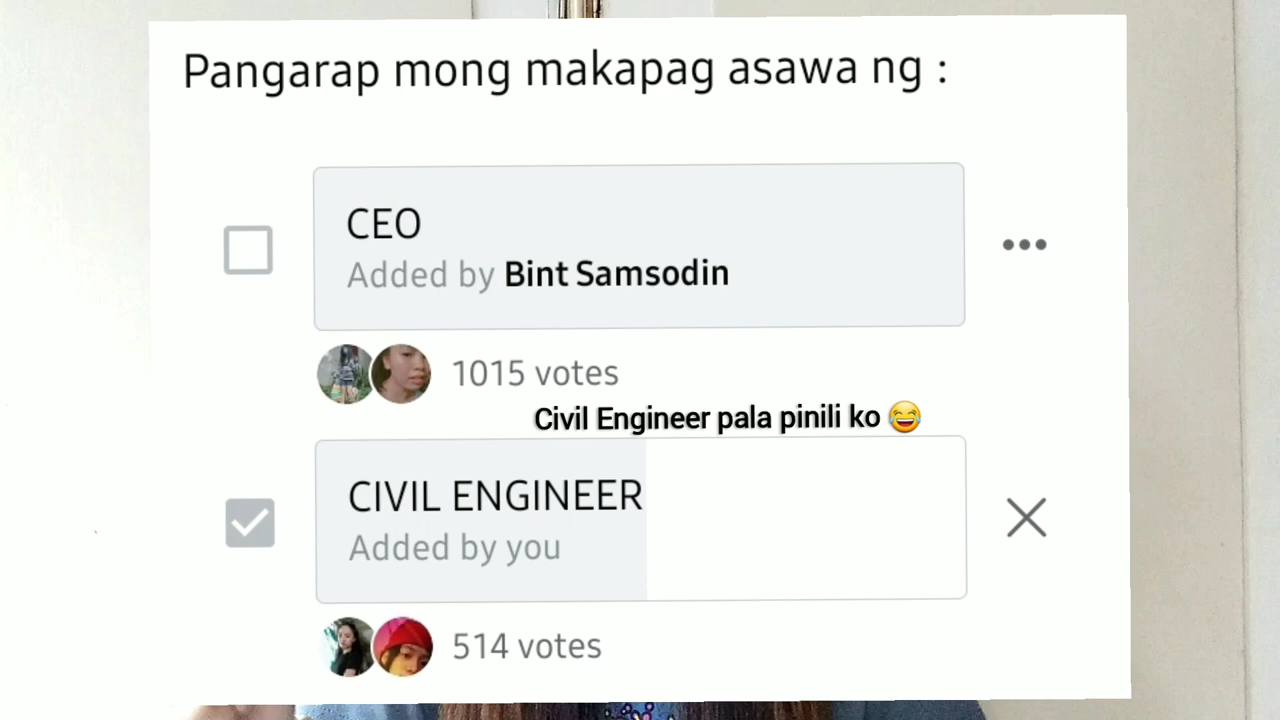 Pangarap mong makapag asawa ng :
CEO
Added by Bint Samsodin
1015 votes
Civil Engineer pala pinili ko 😂
CIVIL ENGINEER
Added by you
514 votes